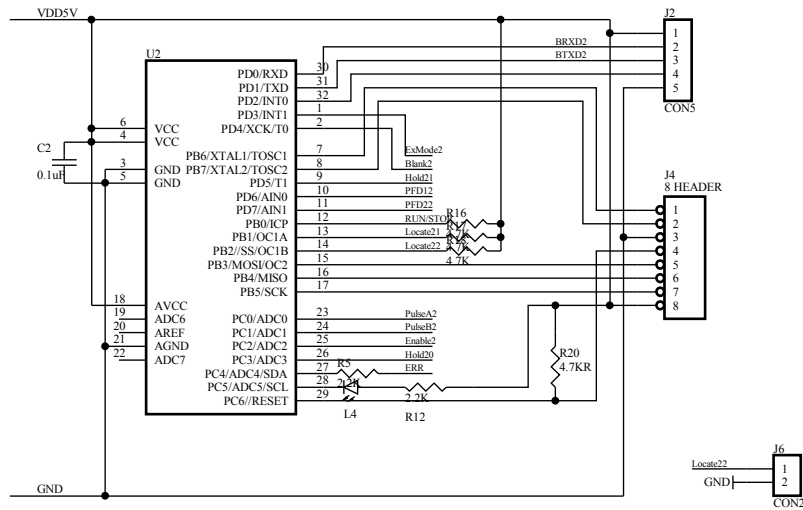 VDD5V
J2
1
2
3
4
5
CON5
BRXD2
BTXD2
U2
PD0/RXD 30
PD1/TXD 31
PD2/INT0 32
PD3/INT1 1
PD4/XCK/T0 2
6 VCC
4 VCC
C2
0.1uF
3 GND
5 GND
PB6/XTAL1/TOSC1 7
PB7/XTAL2/TOSC2 8
PD5/T1 9
PD6/AIN0 10
PD7/AIN1 11
PB0/ICP 12
PB1/OC1A 13
PB2//SS/OC1B 14
PB3/MOSI/OC2 15
PB4/MISO 16
PB5/SCK 17
ExMode2
Blank2
Hold21
PFD12
PFD22
RUN/STOP
Locate21
Locate22
R16
4.7K
J4
8 HEADER
1
2
3
4
5
6
7
8
18 AVCC
19 ADC6
20 AREF
21 AGND
22 ADC7
PC0/ADC0 23 PulseA2
PC1/ADC1 24 PulseB2
PC2/ADC2 25 Enable2
PC3/ADC3 26 Hold20
PC4/ADC4/SDA 27 ERR
PC5/ADC5/SCL 28
PC6//RESET 29
R5
2.2K
L4
2.2K
R12
R20
4.7KR
GND
J6
Locate22 1
GND 2
CON2